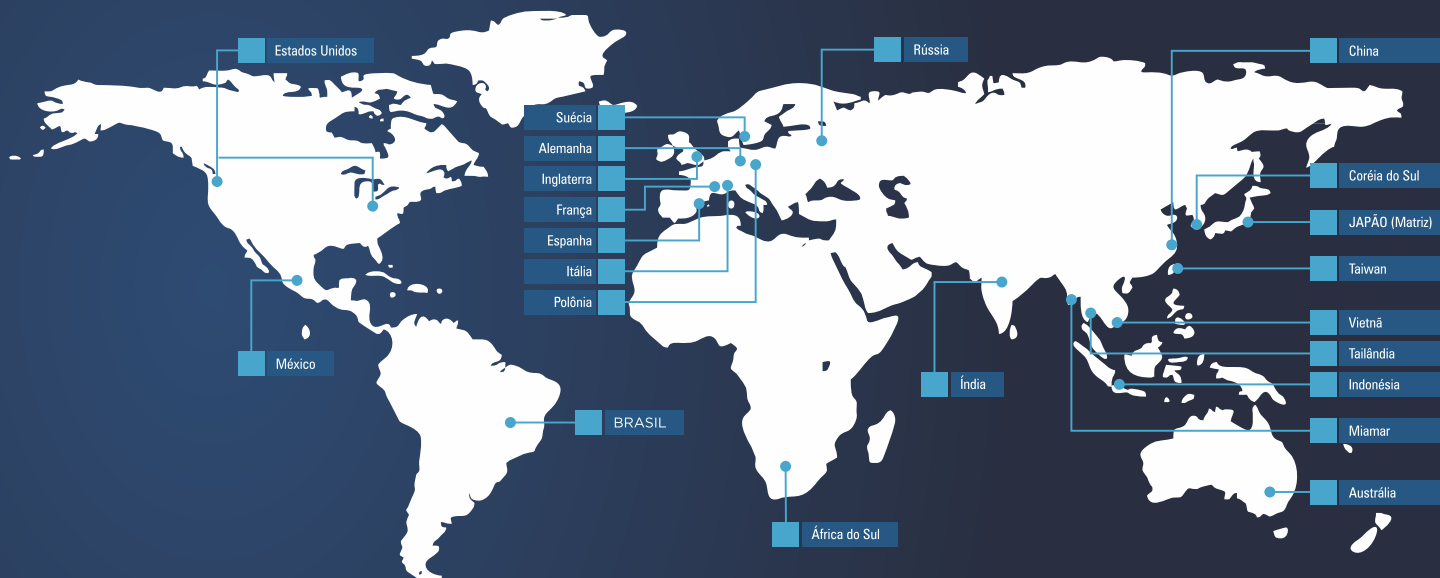 Estados Unidos
Rússia
China
Suécia
Alemanha
Inglaterra
França
Espanha
Itália
Polônia
Coréia do Sul
JAPÃO (Matriz)
Taiwan
Vietnã
Tailândia
Indonésia
Miamar
Austrália
México
Índia
BRASIL
África do Sul